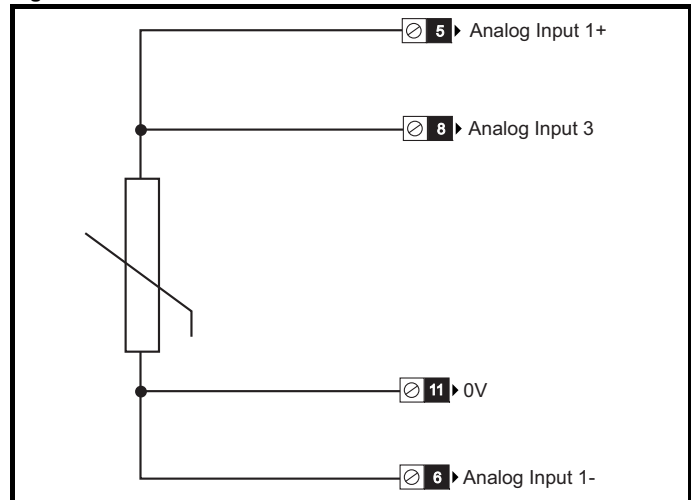 5 Analog Input 1+
8 Analog Input 3
11 0V
6 Analog Input 1-